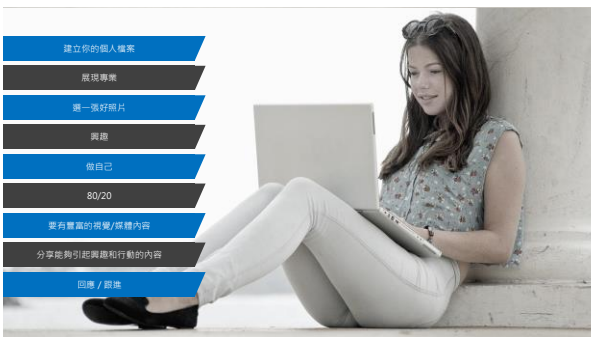 建立你的個人檔案
展現專業
選一張好照片
興趣
做自己
80/20
要有豐富的視覺/媒體內容
分享能夠引起興趣和行動的內容
回應 / 跟進